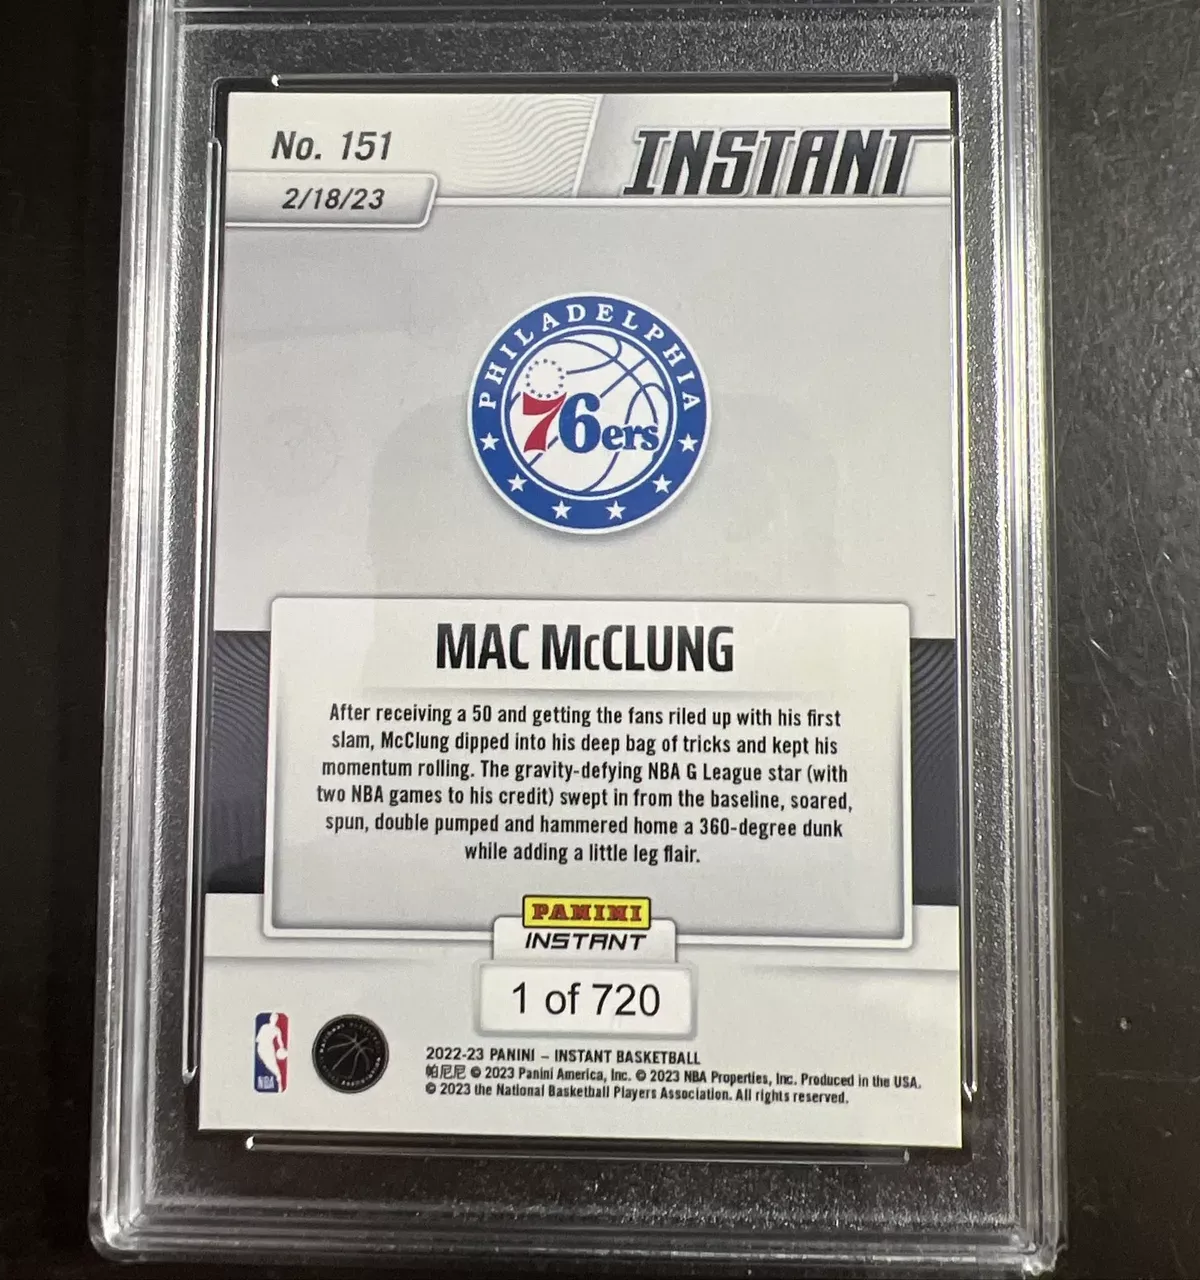 No. 151
INSTANT
2/18/23
PHILADELPHIA
76ers
MAC McCLUNG
After receiving a 50 and getting the fans riled up with his first
slam, McClung dipped into his deep bag of tricks and kept his
momentum rolling. The gravity-defying NBA G League star (with
two NBA games to his credit) swept in from the baseline, soared,
spun, double pumped and hammered home a 360-degree dunk
while adding a little leg flair.
PANINI
INSTANT
1 of 720
NBA
2022-23 PANINI – INSTANT BASKETBALL
帕尼尼 © 2023 Panini America, Inc. © 2023 NBA Properties, Inc. Produced in the USA.
© 2023 the National Basketball Players Association. All rights reserved.